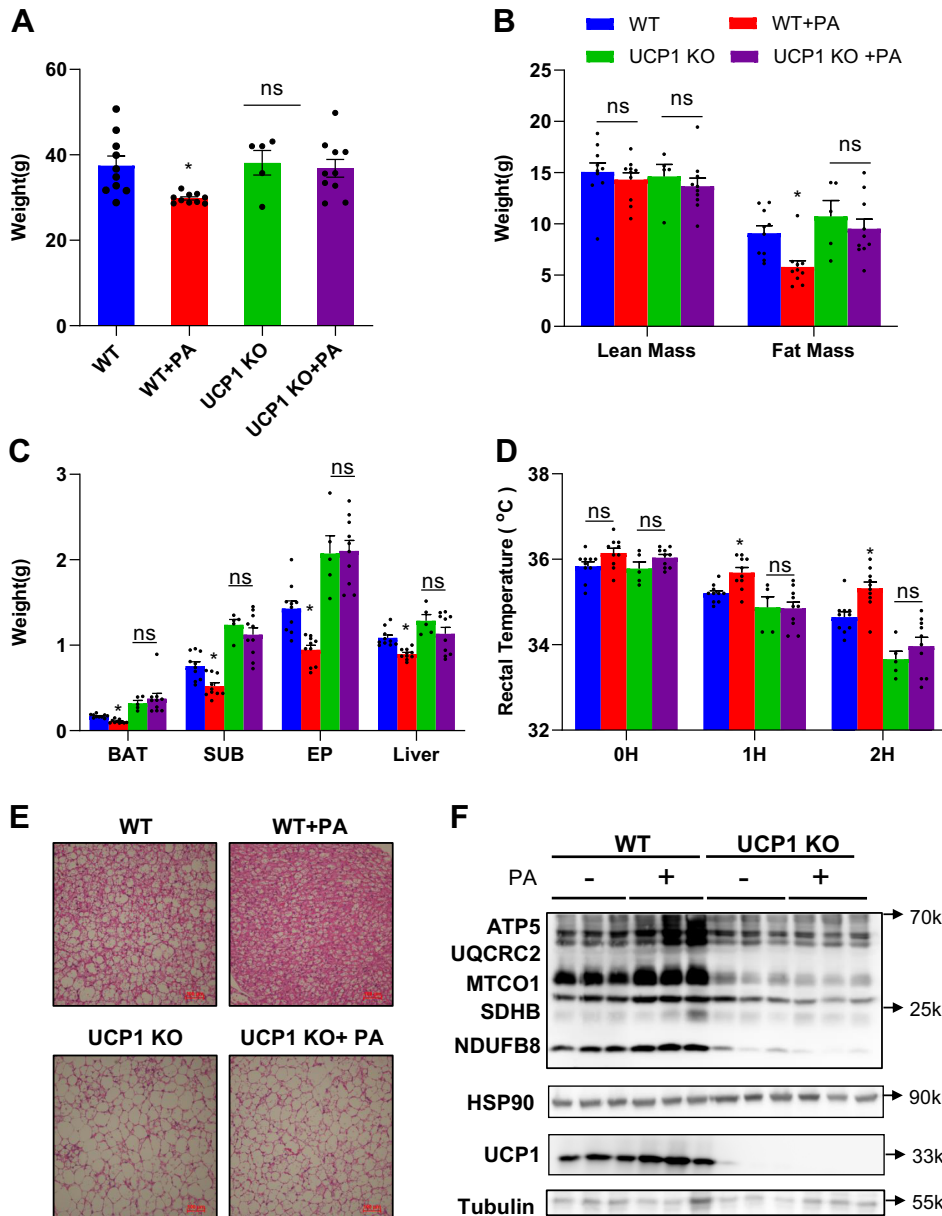 A
Weight(g)
60
40
20
0
ns
*
WT
WT+PA
UCP1 KO
UCP1 KO+PA
B
WT
WT+PA
UCP1 KO
UCP1 KO +PA
Weight(g)
20
15
10
5
0
ns
ns
*
ns
Lean Mass
Fat Mass
C
Weight(g)
3
2
1
0
*
ns
*
ns
*
ns
*
ns
BAT
SUB
EP
Liver
D
Rectal Temperature ( °C )
38
36
34
32
ns
ns
*
ns
*
ns
0H
1H
2H
E
WT
WT+PA
UCP1 KO
UCP1 KO+ PA
F
WT
UCP1 KO
PA
- + - +
ATP5
UQCRC2
MTCO1
SDHB
NDUFB8
70k
25k
HSP90
90k
UCP1
33k
Tubulin
55k